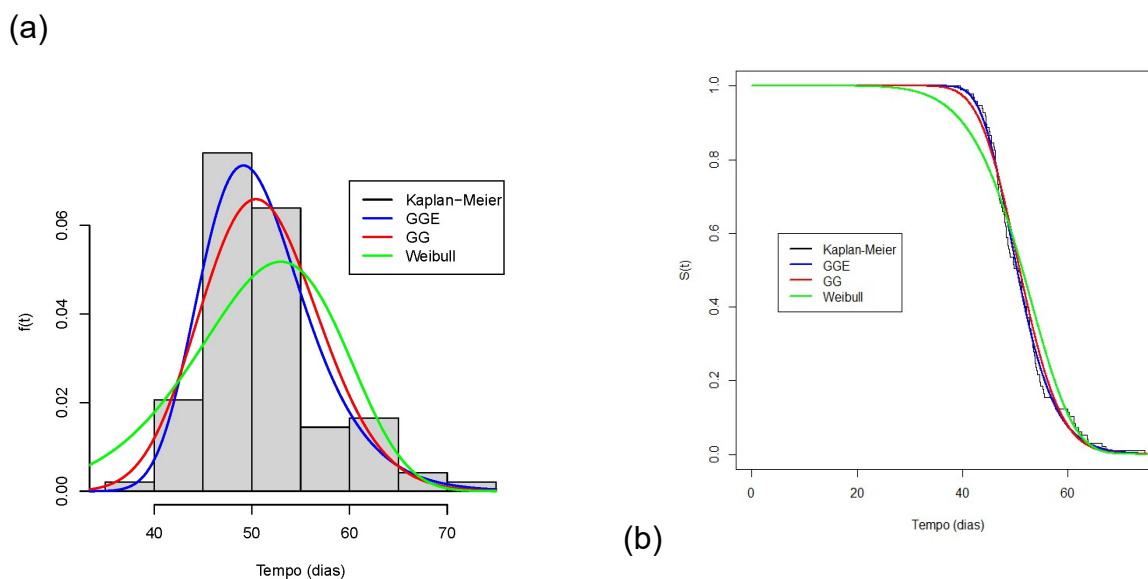 (a)
f(t)
0.06
0.04
0.02
0.00
Kaplan−Meier
GGE
GG
Weibull
40 50 60 70
Tempo (dias)
S(t)
1.0
0.8
0.6
0.4
0.2
0.0
Kaplan-Meier
GGE
GG
Weibull
0 20 40 60
Tempo (dias)
(b)